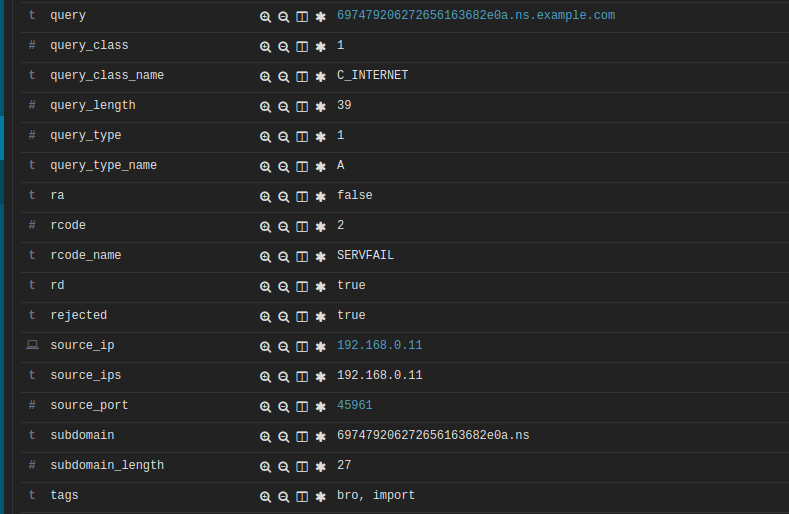 t query 697479206272656163682e0a.ns.example.com
# query_class 1
t query_class_name C_INTERNET
# query_length 39
# query_type 1
t query_type_name A
t ra false
# rcode 2
t rcode_name SERVFAIL
t rd true
t rejected true
source_ip 192.168.0.11
t source_ips 192.168.0.11
# source_port 45961
t subdomain 697479206272656163682e0a.ns
# subdomain_length 27
t tags bro, import